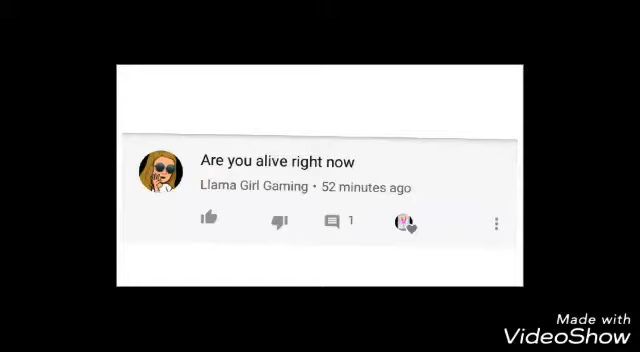 Are you alive right now
Llama Girl Gaming • 52 minutes ago
1
Made with
VideoShow